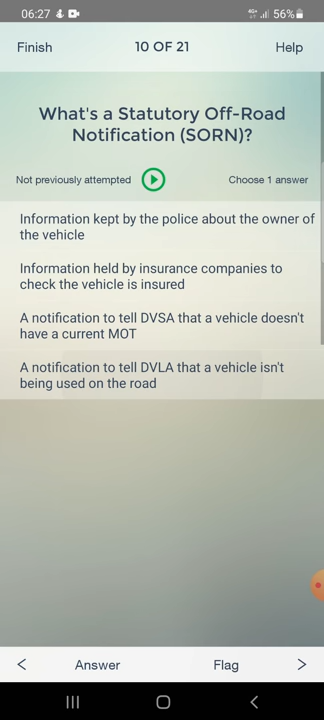 06:27
4G+ 56%
Finish
10 OF 21
Help
What's a Statutory Off-Road
Notification (SORN)?
Not previously attempted
Choose 1 answer
Information kept by the police about the owner of
the vehicle
Information held by insurance companies to
check the vehicle is insured
A notification to tell DVSA that a vehicle doesn't
have a current MOT
A notification to tell DVLA that a vehicle isn't
being used on the road
Answer
Flag